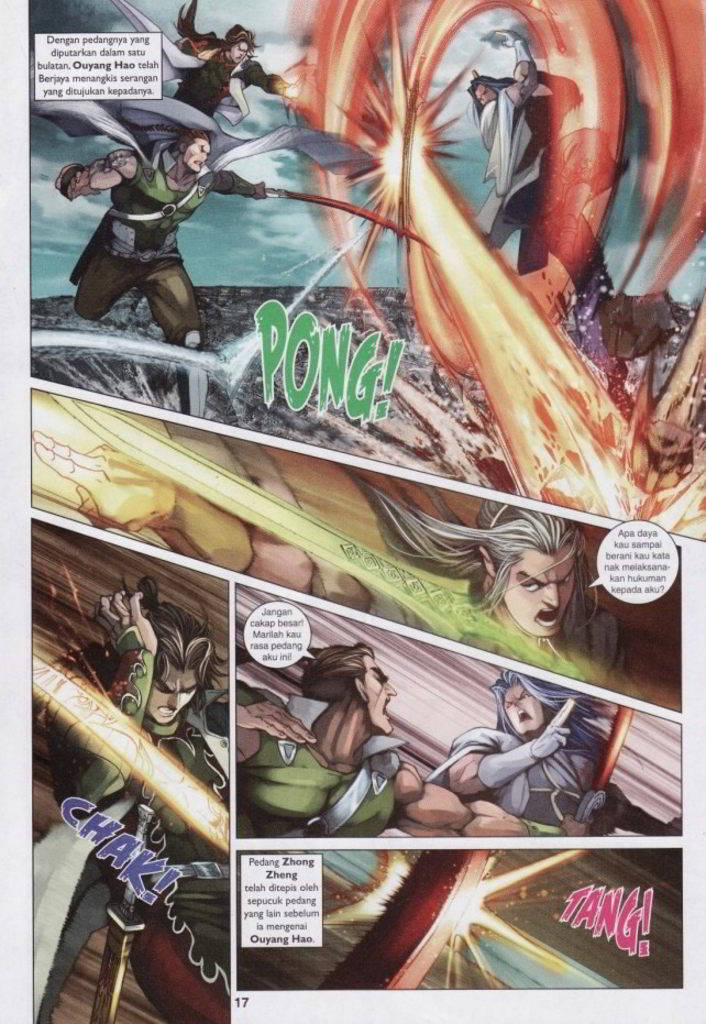 Dengan pedangnya yang
diputarkan dalam satu
bulatan, Ouyang Hao telah
Berjaya menangkis serangan
yang ditujukan kepadanya.
PONG!
Apa daya
kau sampai
berani kau kata
nak melaksana-
kan hukuman
kepada aku?
CHAK!
Jangan
cakap besar!
Marilah kau
rasa pedang
aku ini!
Pedang Zhong
Zheng
telah ditepis oleh
sepucuk pedang
yang lain sebelum
ia mengenai
Ouyang Hao.
TANG!
17